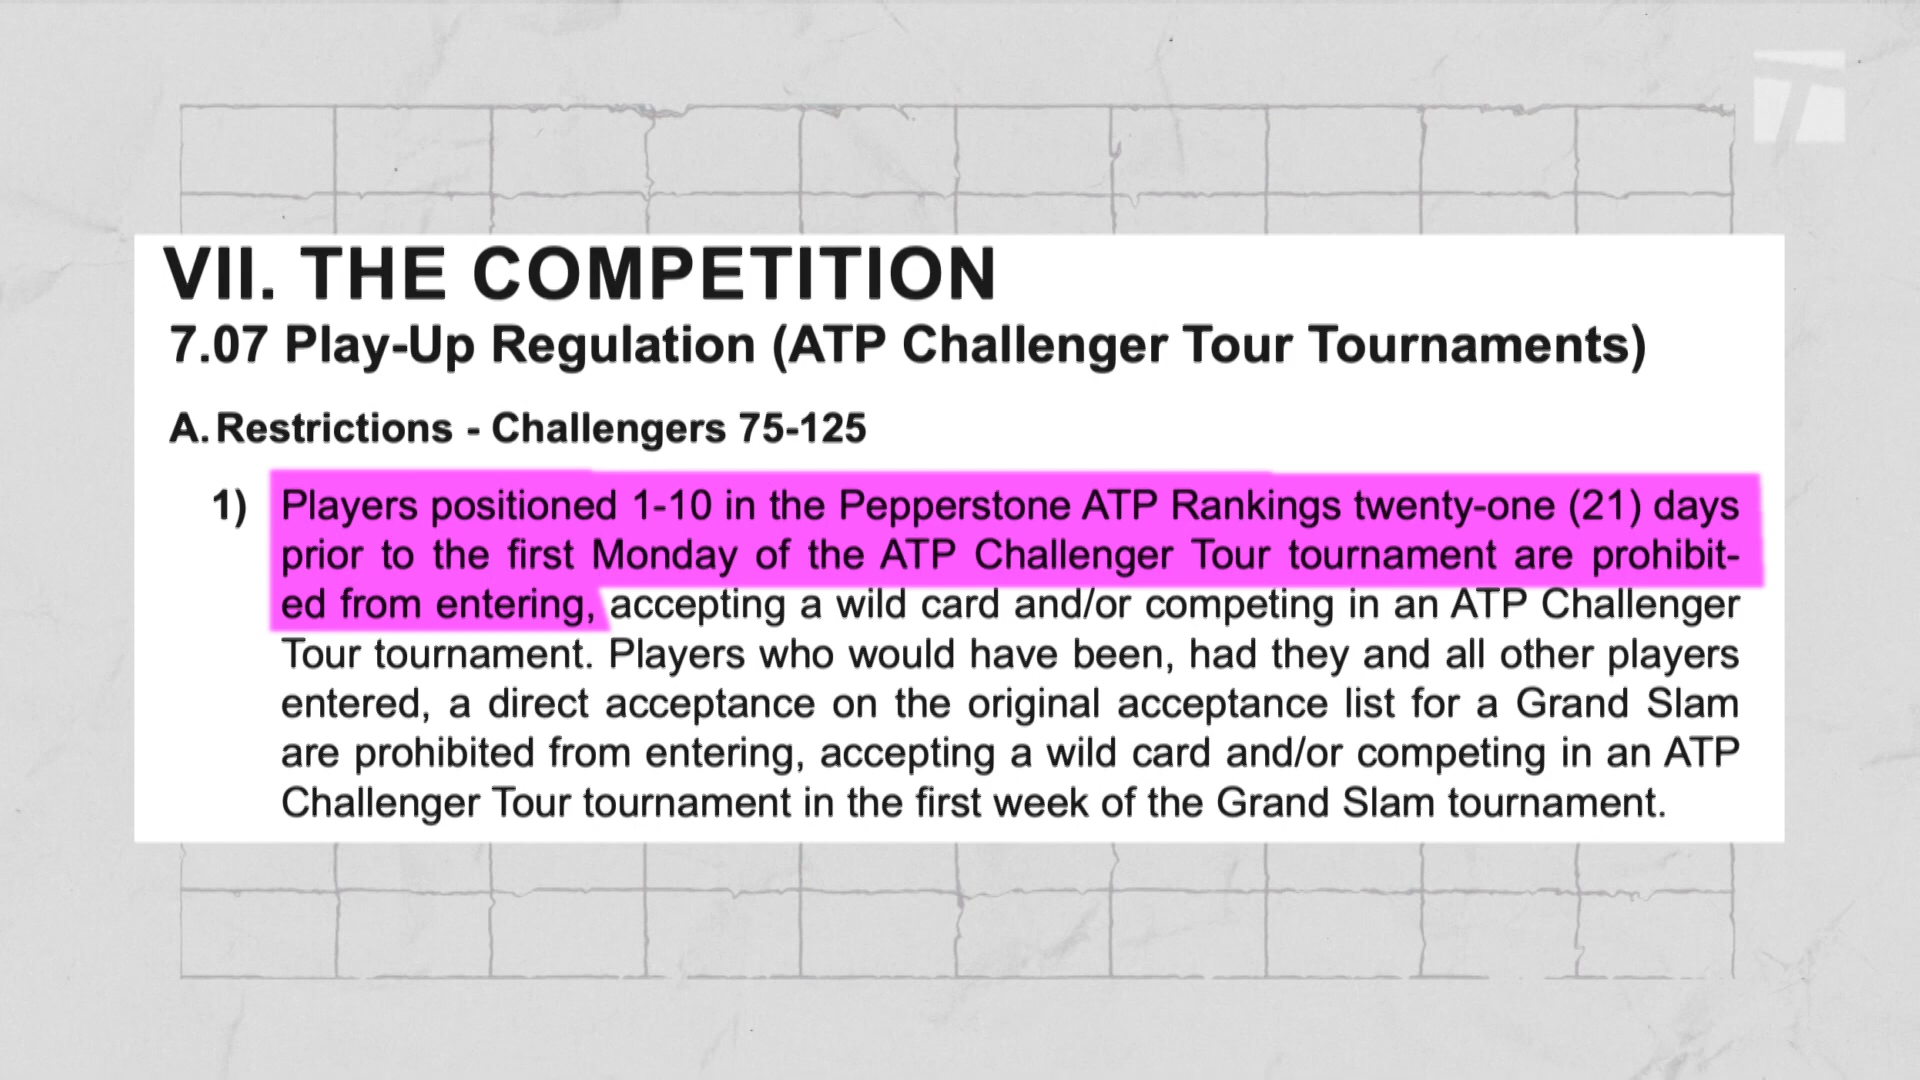 VII. THE COMPETITION
7.07 Play-Up Regulation (ATP Challenger Tour Tournaments)
A. Restrictions - Challengers 75-125
1) Players positioned 1-10 in the Pepperstone ATP Rankings twenty-one (21) days
prior to the first Monday of the ATP Challenger Tour tournament are prohibit-
ed from entering, accepting a wild card and/or competing in an ATP Challenger
Tour tournament. Players who would have been, had they and all other players
entered, a direct acceptance on the original acceptance list for a Grand Slam
are prohibited from entering, accepting a wild card and/or competing in an ATP
Challenger Tour tournament in the first week of the Grand Slam tournament.